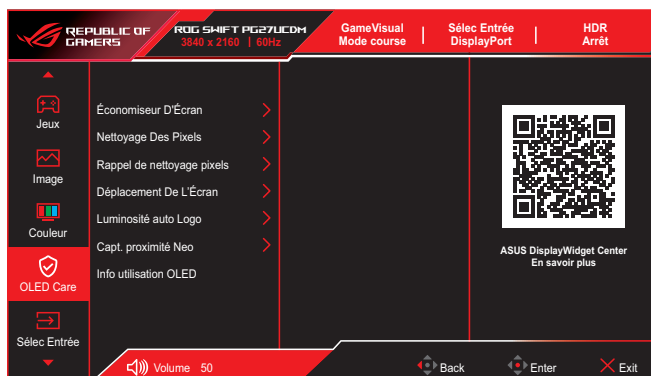 REPUBLIC OF
GAMERS
ROG SWIFT PG27UCDM
3840 x 2160 | 60Hz
GameVisual
Mode course
Sélec Entrée
DisplayPort
HDR
Arrêt
Jeux
Image
Couleur
OLED Care
Sélec Entrée
Économiseur D'Écran
Nettoyage Des Pixels
Rappel de nettoyage pixels
Déplacement De L'Écran
Luminosité auto Logo
Capt. proximité Neo
Info utilisation OLED
ASUS DisplayWidget Center
En savoir plus
Volume 50
Back
Enter
Exit